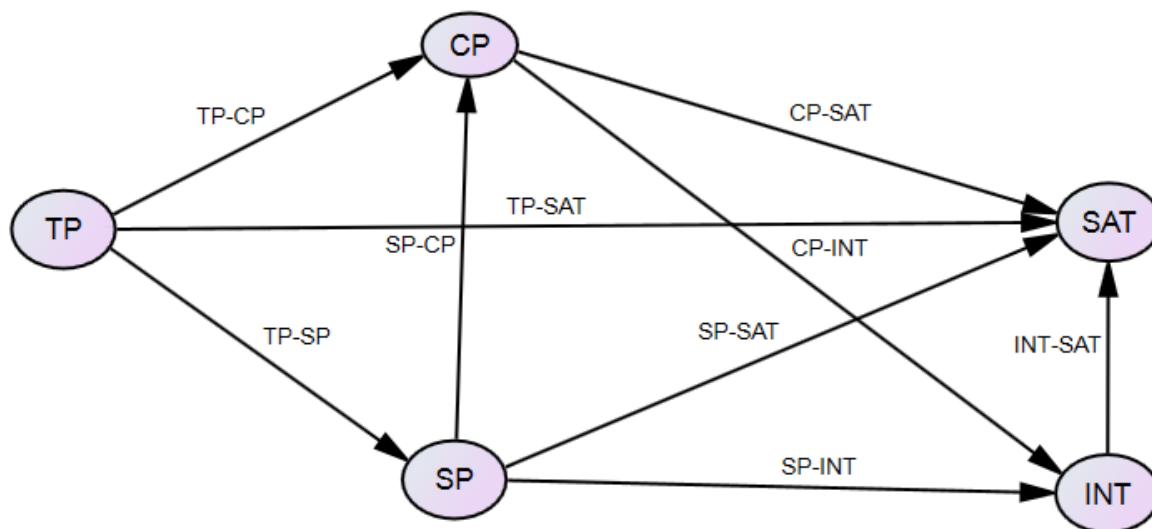 CP
TP-CP
CP-SAT
TP
TP-SAT
SAT
SP-CP
CP-INT
TP-SP
SP-SAT
INT-SAT
SP
SP-INT
INT